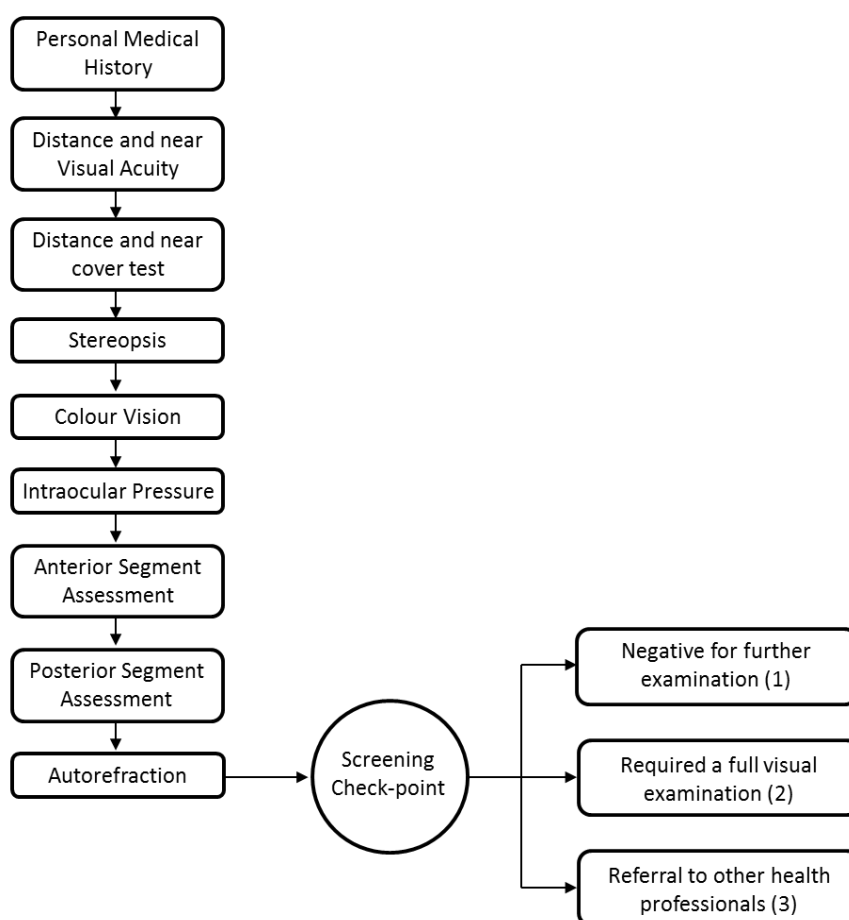 Personal Medical
History
Distance and near
Visual Acuity
Distance and near
cover test
Stereopsis
Colour Vision
Intraocular Pressure
Anterior Segment
Assessment
Posterior Segment
Assessment
Autorefraction
Screening
Check-point
Negative for further
examination (1)
Required a full visual
examination (2)
Referral to other health
professionals (3)